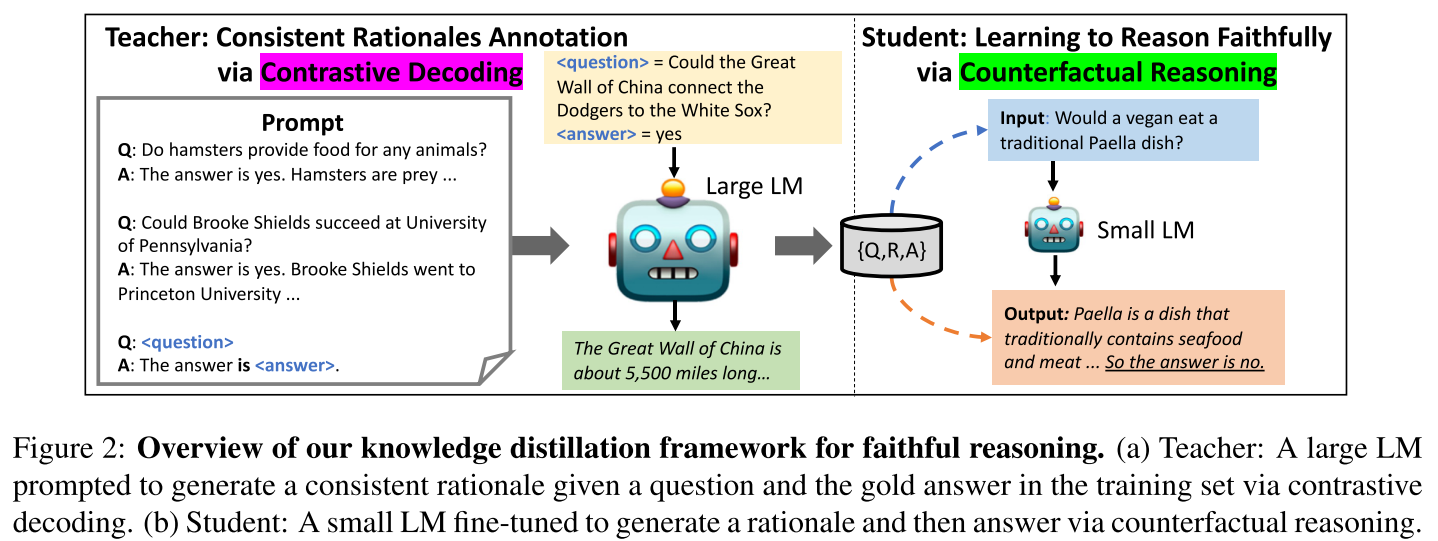 Teacher: Consistent Rationales Annotation
via Contrastive Decoding
Prompt
Q: Do hamsters provide food for any animals?
A: The answer is yes. Hamsters are prey ...
Q: Could Brooke Shields succeed at University
of Pennsylvania?
A: The answer is yes. Brooke Shields went to
Princeton University ...
Q: <question>
A: The answer is <answer>.
<question> = Could the Great
Wall of China connect the
Dodgers to the White Sox?
<answer> = yes
Large LM
The Great Wall of China is
about 5,500 miles long...
{Q,R,A}
Student: Learning to Reason Faithfully
via Counterfactual Reasoning
Input: Would a vegan eat a
traditional Paella dish?
Small LM
Output: Paella is a dish that
traditionally contains seafood
and meat ... So the answer is no.
Figure 2: Overview of our knowledge distillation framework for faithful reasoning. (a) Teacher: A large LM
prompted to generate a consistent rationale given a question and the gold answer in the training set via contrastive
decoding. (b) Student: A small LM fine-tuned to generate a rationale and then answer via counterfactual reasoning.